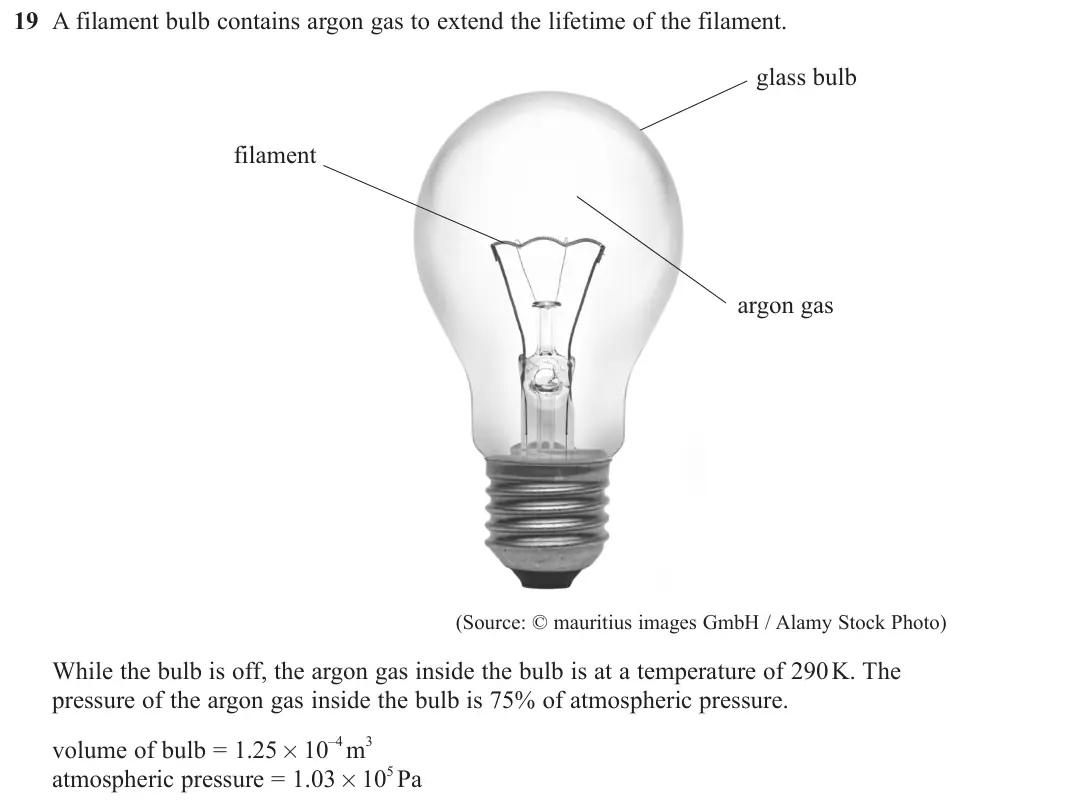 19 A filament bulb contains argon gas to extend the lifetime of the filament.
glass bulb
filament
argon gas
(Source: © mauritius images GmbH / Alamy Stock Photo)
While the bulb is off, the argon gas inside the bulb is at a temperature of 290 K. The
pressure of the argon gas inside the bulb is 75% of atmospheric pressure.
volume of bulb = 1.25 × 10⁻⁴ m³
atmospheric pressure = 1.03 × 10⁵ Pa